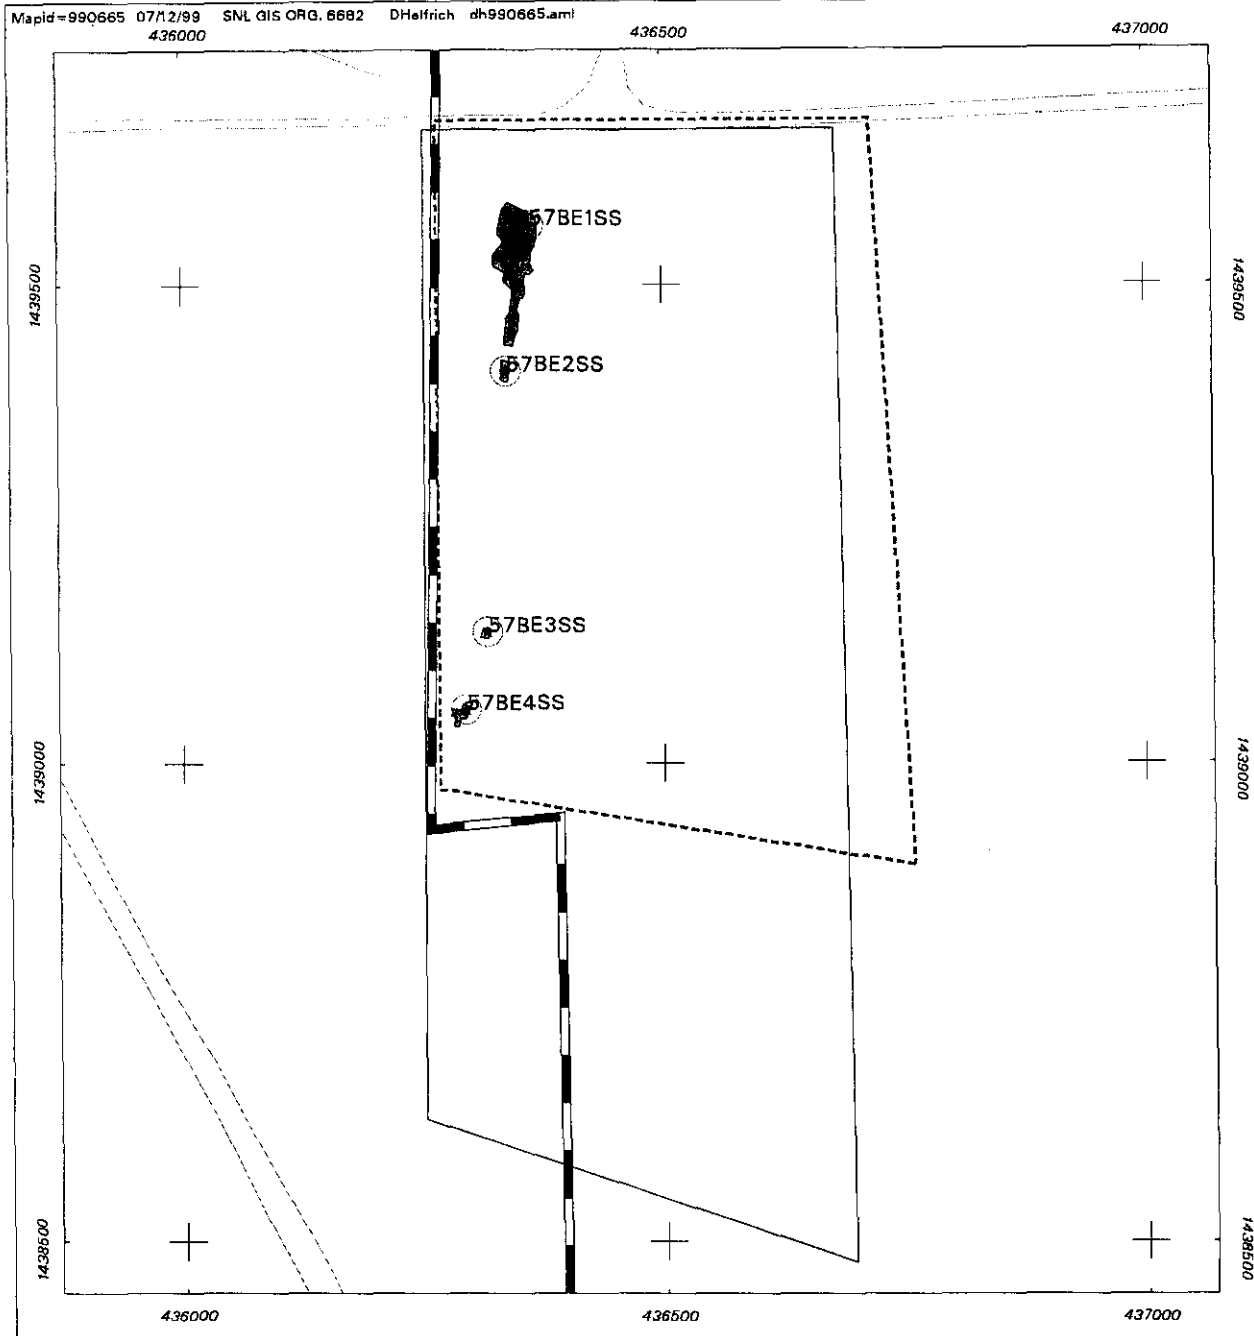 Mapid=990665 07/12/99 SNL GIS ORG. 6682 DHelfrich dh990665.aml
436000 436500 437000
57BE1SS
1439500 1439500
57BE2SS
57BE3SS
57BE4SS
1439000 1439000
1438500 1438500
436000 436500 437000